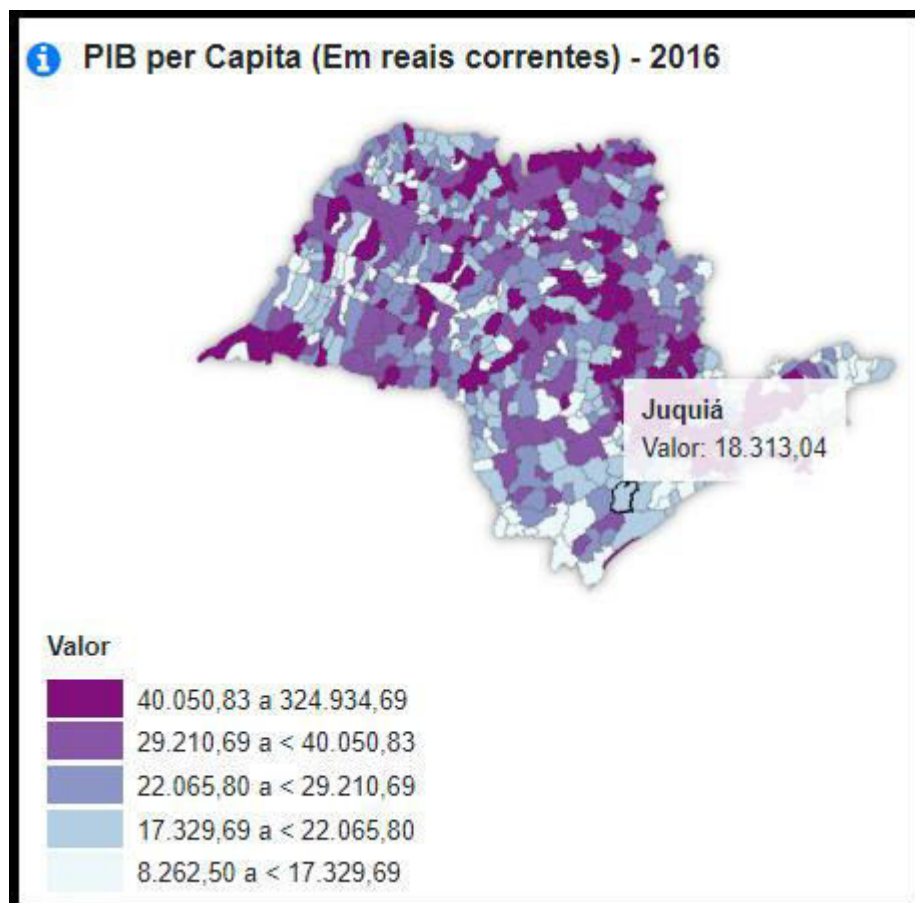 PIB per Capita (Em reais correntes) - 2016
Juquiá
Valor: 18.313,04
Valor
40.050,83 a 324.934,69
29.210,69 a < 40.050,83
22.065,80 a < 29.210,69
17.329,69 a < 22.065,80
8.262,50 a < 17.329,69